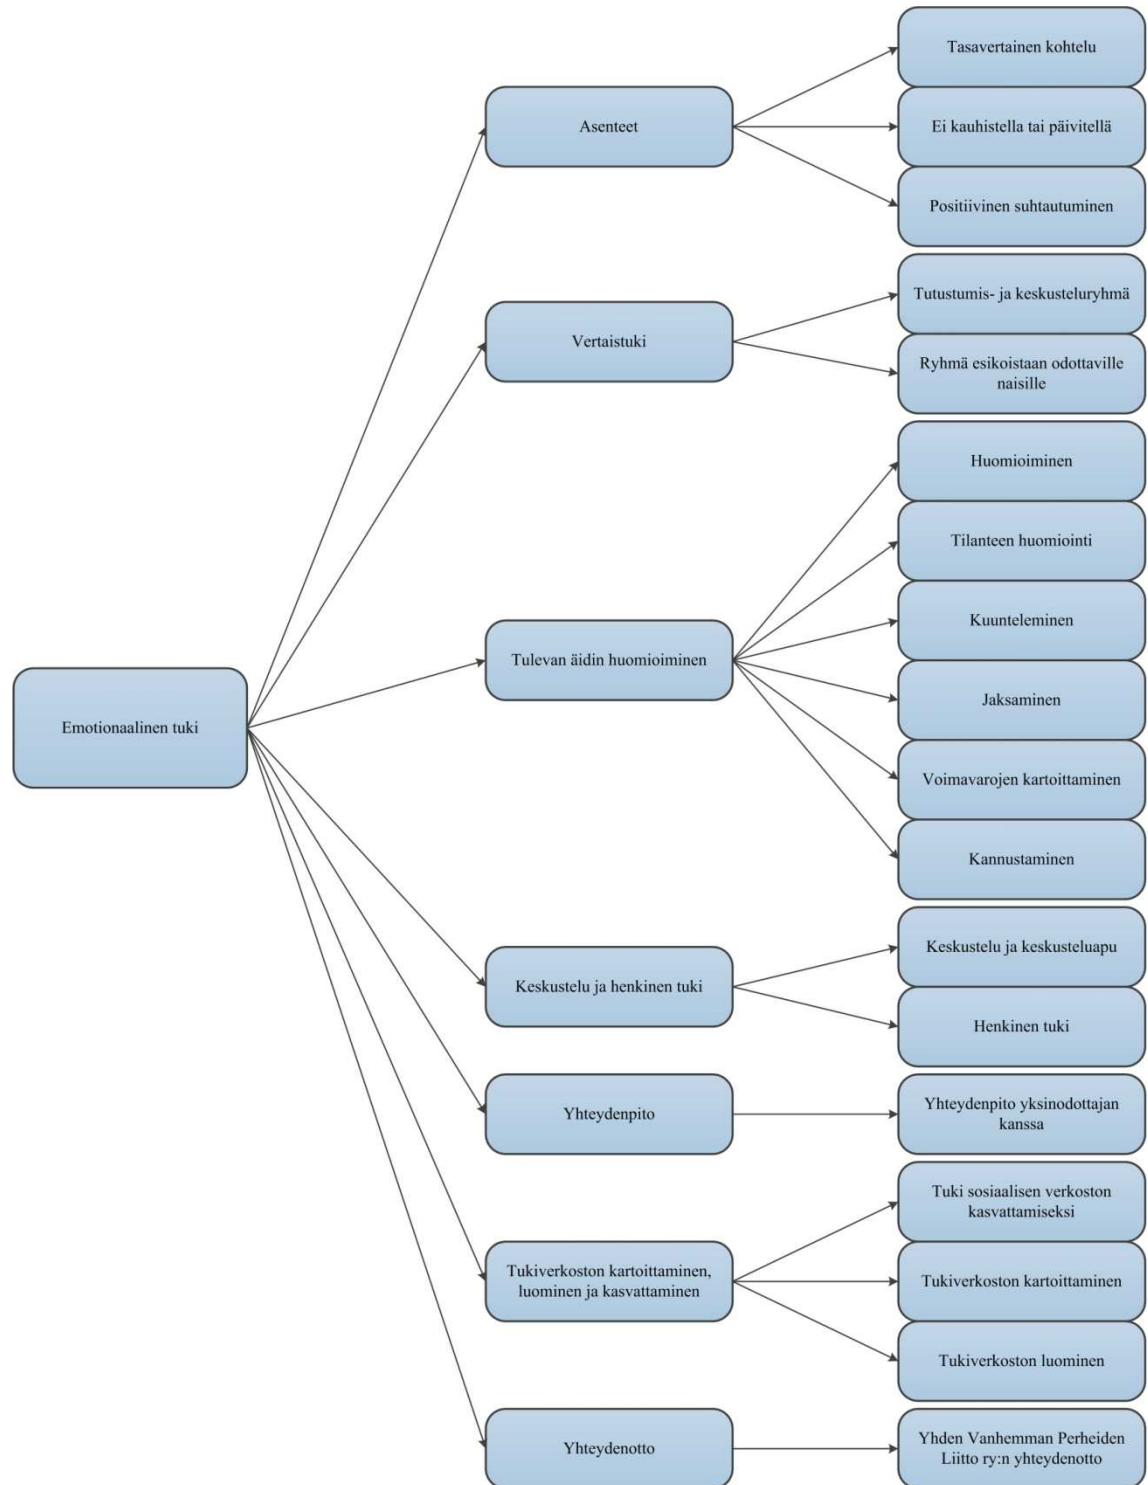 Emotionaalinen tuki
Asenteet
Tasavertainen kohtelu
Ei kauhistella tai päivitellä
Positiivinen suhtautuminen
Vertaistuki
Tutustumis- ja keskusteluryhmä
Ryhmä esikoistaan odottaville
naisille
Tulevan äidin huomioiminen
Huomioiminen
Tilanteen huomiointi
Kuunteleminen
Jaksaminen
Voimavarojen kartoittaminen
Kannustaminen
Keskustelu ja henkinen tuki
Keskustelu ja keskusteluapu
Henkinen tuki
Yhteydenpito
Yhteydenpito yksinodottajan
kanssa
Tukiverkoston kartoittaminen,
luominen ja kasvattaminen
Tuki sosiaalisen verkoston
kasvattamiseksi
Tukiverkoston kartoittaminen
Tukiverkoston luominen
Yhteydenotto
Yhden Vanhemman Perheiden
Liitto ry:n yhteydenotto